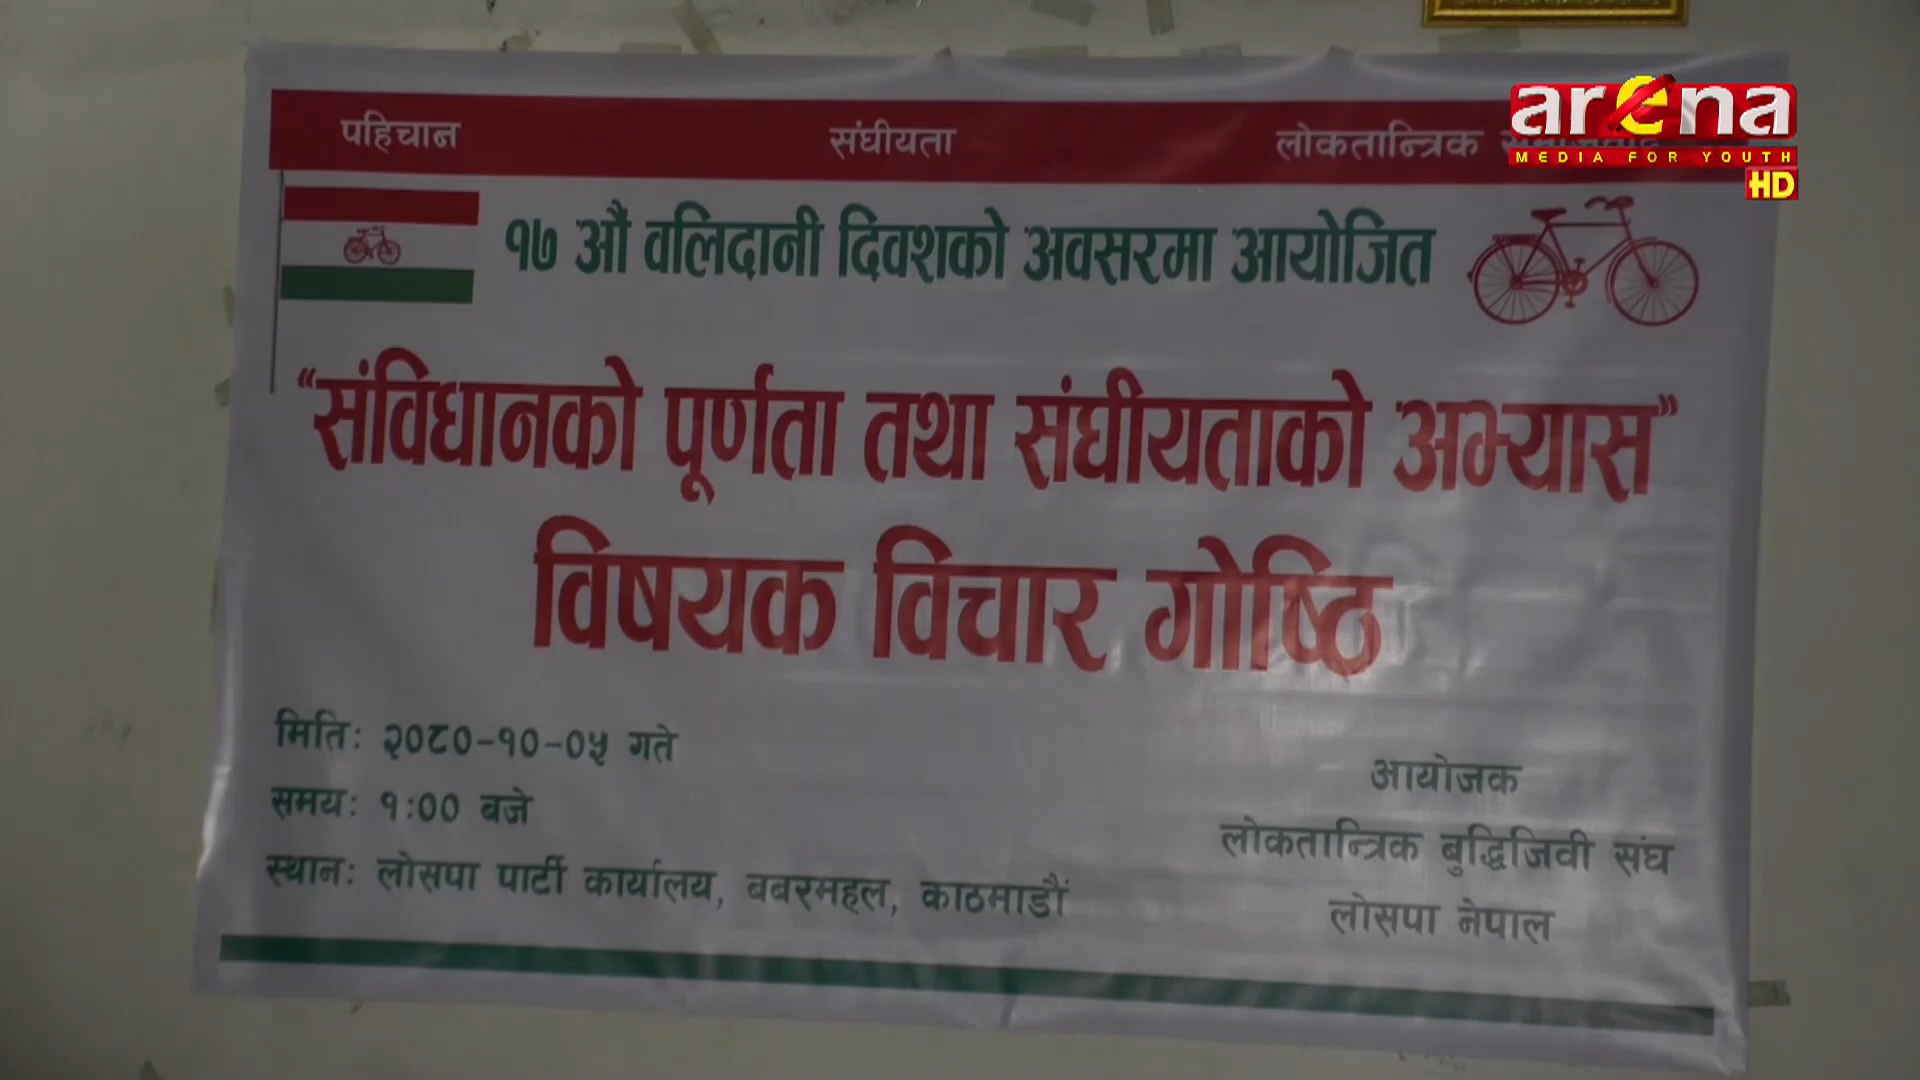 पहिचान संघीयता लोकतान्त्रिक
arena
MEDIA FOR YOUTH
HD
१७ औं वलिदानी दिवशको अवसरमा आयोजित
“संविधानको पूर्णता तथा संघीयताको अभ्यास”
विषयक विचार गोष्ठि
मितिः २०८०-१०-०५ गते
समयः १:०० बजे
स्थानः लोसपा पार्टी कार्यालय, बबरमहल, काठमाडौं
आयोजक
लोकतान्त्रिक बुद्धिजिवी संघ
लोसपा नेपाल